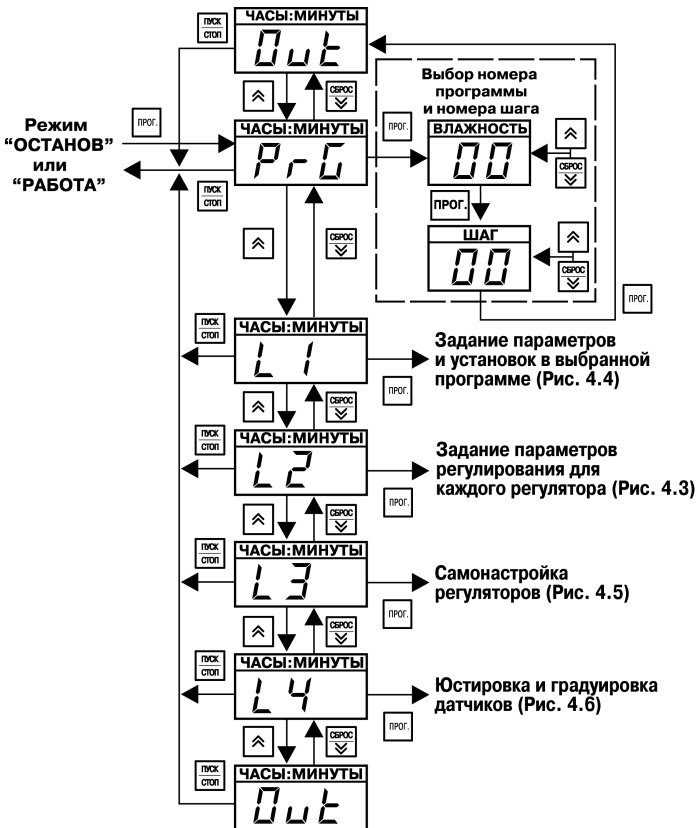 ЧАСЫ:МИНУТЫ
Out
ПУСК
СТОП
СБРОС
Режим
“ОСТАНОВ”
или
“РАБОТА”
ПРОГ.
ЧАСЫ:МИНУТЫ
PrG
ПУСК
СТОП
ПРОГ.
Выбор номера
программы
и номера шага
ВЛАЖНОСТЬ
00
СБРОС
ПРОГ.
ШАГ
00
СБРОС
ПРОГ.
СБРОС
ПУСК
СТОП
ЧАСЫ:МИНУТЫ
L1
ПРОГ.
Задание параметров
и установок в выбранной
программе (Рис. 4.4)
СБРОС
ПУСК
СТОП
ЧАСЫ:МИНУТЫ
L2
ПРОГ.
Задание параметров
регулирования для
каждого регулятора (Рис. 4.3)
СБРОС
ПУСК
СТОП
ЧАСЫ:МИНУТЫ
L3
ПРОГ.
Самонастройка
регуляторов (Рис. 4.5)
СБРОС
ПУСК
СТОП
ЧАСЫ:МИНУТЫ
L4
ПРОГ.
Юстировка и градуировка
датчиков (Рис. 4.6)
СБРОС
ПУСК
СТОП
ЧАСЫ:МИНУТЫ
Out